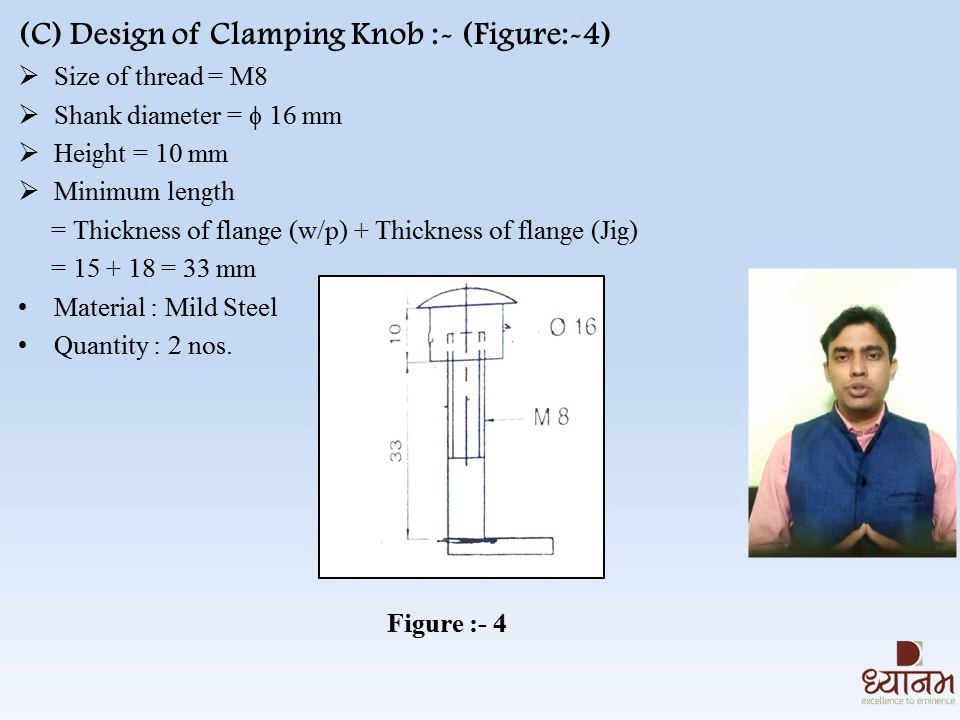 (C) Design of Clamping Knob :- (Figure:-4)
➢ Size of thread = M8
➢ Shank diameter = ϕ 16 mm
➢ Height = 10 mm
➢ Minimum length
= Thickness of flange (w/p) + Thickness of flange (Jig)
= 15 + 18 = 33 mm
• Material : Mild Steel
• Quantity : 2 nos.
10
Ø 16
M 8
33
Figure :- 4
ध्यानम
excellence to eminence